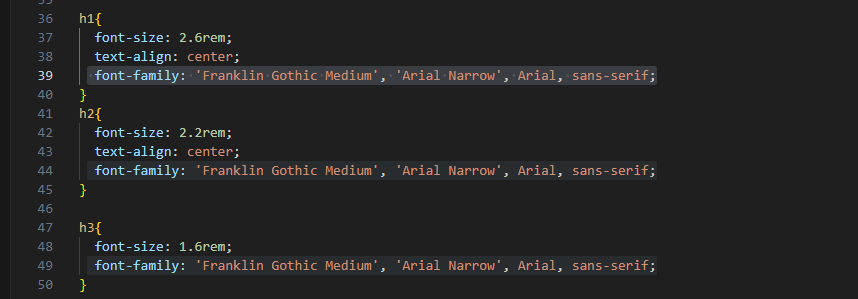 36 h1{
37 font-size: 2.6rem;
38 text-align: center;
39 font-family: 'Franklin Gothic Medium', 'Arial Narrow', Arial, sans-serif;
40 }
41 h2{
42 font-size: 2.2rem;
43 text-align: center;
44 font-family: 'Franklin Gothic Medium', 'Arial Narrow', Arial, sans-serif;
45 }
46
47 h3{
48 font-size: 1.6rem;
49 font-family: 'Franklin Gothic Medium', 'Arial Narrow', Arial, sans-serif;
50 }